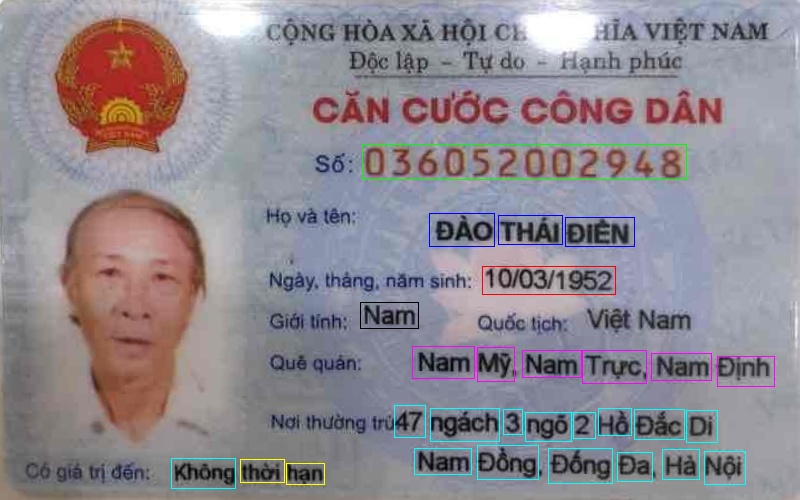 CỘNG HÒA XÃ HỘI CH HĨA VIỆT NAM
Độc lập - Tự do - Hạnh phúc
CĂN CƯỚC CÔNG DÂN
Số: 036052002948
Họ và tên: ĐÀO THÁI ĐIÊN
Ngày, tháng, năm sinh: 10/03/1952
Giới tính: Nam Quốc tịch: Việt Nam
Quê quán: Nam Mỹ, Nam Trực, Nam Định
Nơi thường trú: 47 ngách 3 ngõ 2 Hồ Đắc Di
Nam Đồng, Đống Đa, Hà Nội
Có giá trị đến: Không thời hạn